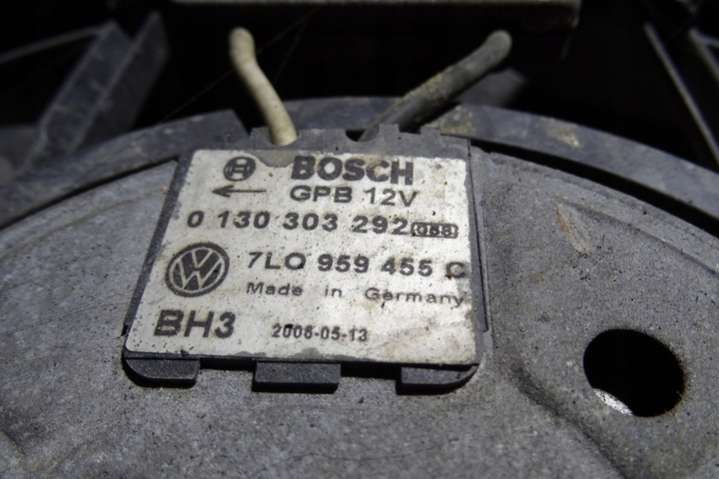 BOSCH
GPB 12V
0 130 303 292
7L0 959 455 C
Made in Germany
BH3 2006-05-13